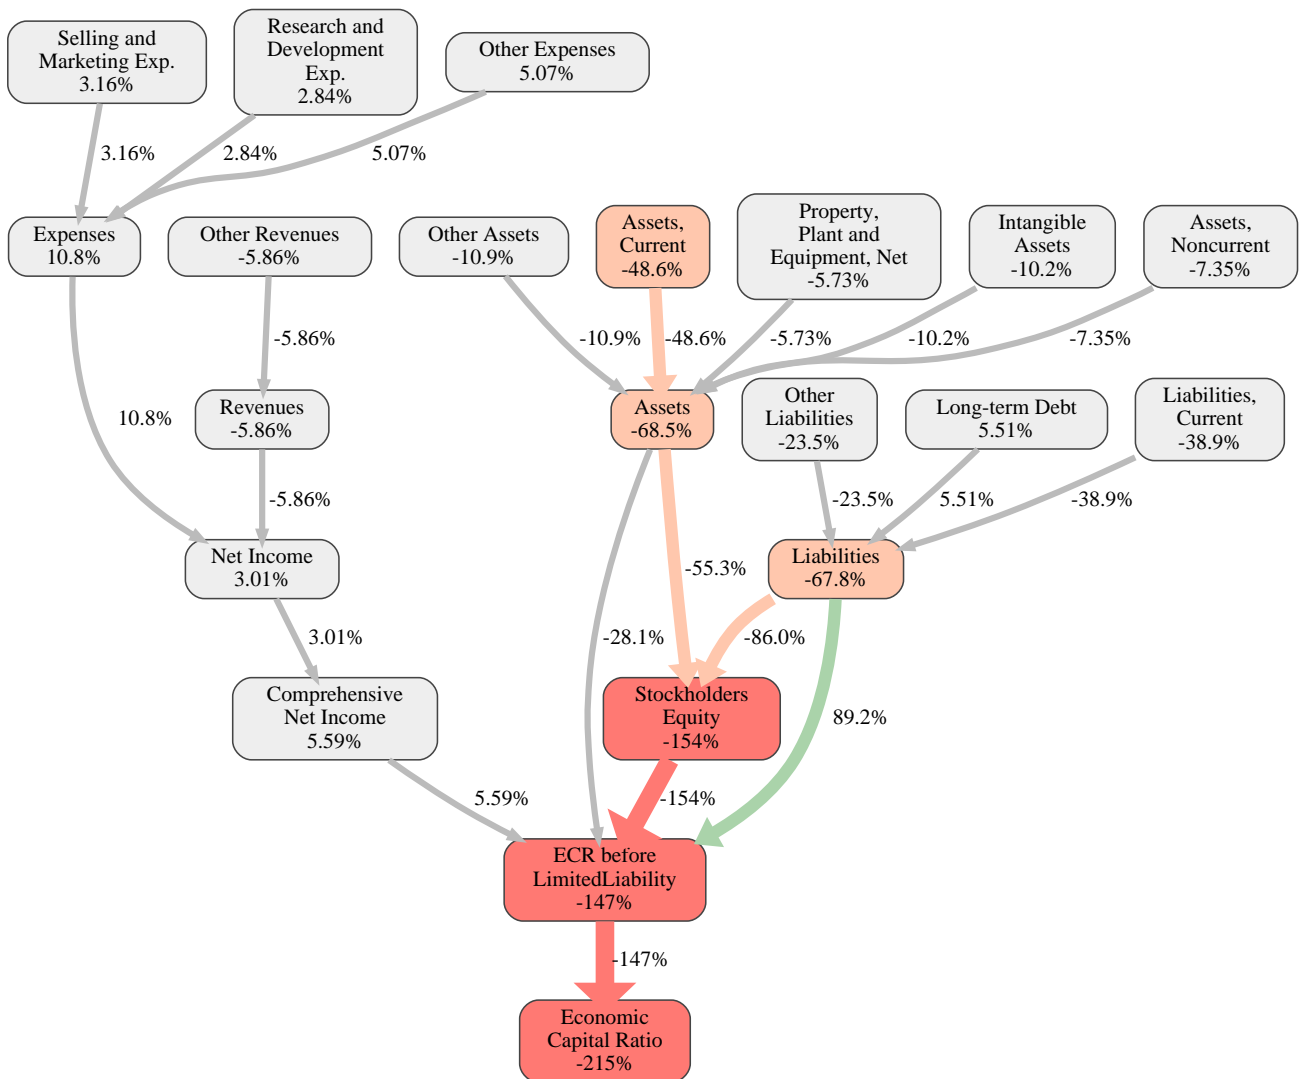 Selling and
Marketing Exp.
3.16%
Research and
Development
Exp.
2.84%
Other Expenses
5.07%
3.16%
2.84%
5.07%
Expenses
10.8%
Other Revenues
-5.86%
Other Assets
-10.9%
Assets,
Current
-48.6%
Property,
Plant and
Equipment, Net
-5.73%
Intangible
Assets
-10.2%
Assets,
Noncurrent
-7.35%
-5.86%
-10.9%
-48.6%
-5.73%
-10.2%
-7.35%
10.8%
Revenues
-5.86%
Assets
-68.5%
Other
Liabilities
-23.5%
Long-term Debt
5.51%
Liabilities,
Current
-38.9%
-5.86%
-23.5%
5.51%
-38.9%
Net Income
3.01%
-55.3%
Liabilities
-67.8%
3.01%
-28.1%
-86.0%
Comprehensive
Net Income
5.59%
Stockholders
Equity
-154%
89.2%
5.59%
-154%
ECR before
LimitedLiability
-147%
-147%
Economic
Capital Ratio
-215%